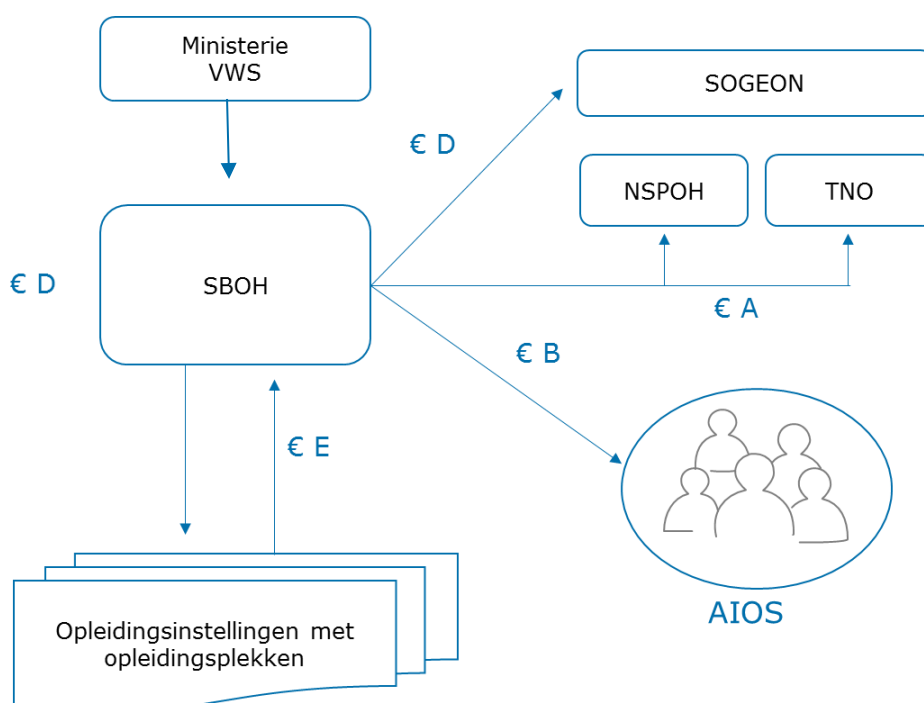 Ministerie
VWS
SOGEON
€ D
NSPOH
TNO
€ D
SBOH
€ A
€ B
€ E
AIOS
Opleidingsinstellingen met
opleidingsplekken